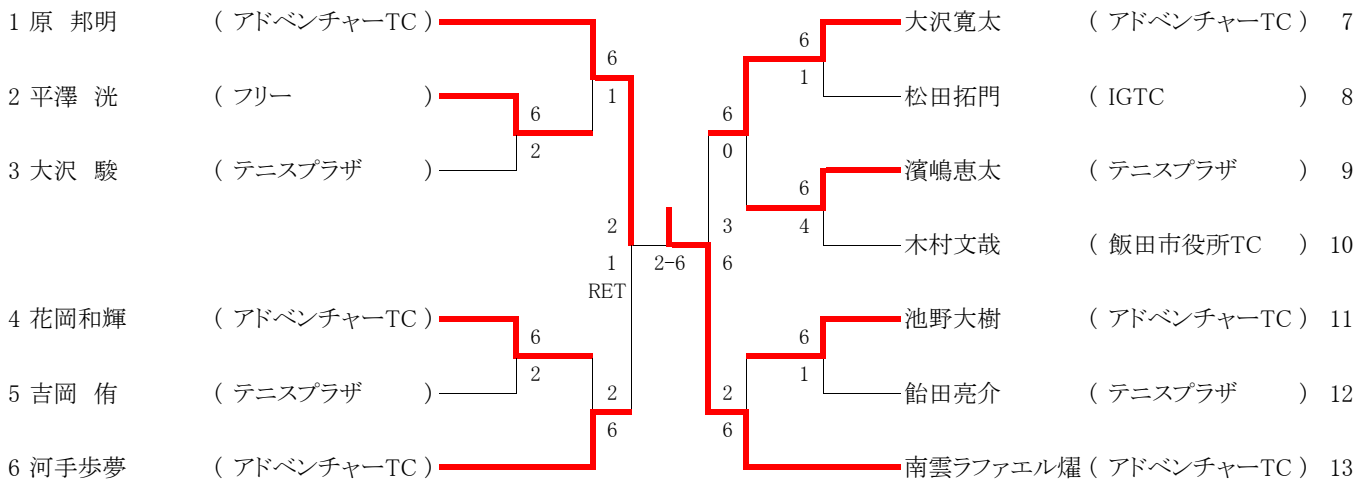 1 原　邦明 ( アドベンチャーTC )
6
1
2 平澤　洸 ( フリー )
6
2
3 大沢　駿 ( テニスプラザ )
2
1
RET
2-6
4 花岡和輝 ( アドベンチャーTC )
6
2
5 吉岡　侑 ( テニスプラザ )
2
6
6 河手歩夢 ( アドベンチャーTC )
大沢寛太 ( アドベンチャーTC ) 7
6
1
松田拓門 ( IGTC ) 8
6
0
濱嶋恵太 ( テニスプラザ ) 9
6
4
木村文哉 ( 飯田市役所TC ) 10
3
6
池野大樹 ( アドベンチャーTC ) 11
6
1
飴田亮介 ( テニスプラザ ) 12
2
6
南雲ラファエル燿 ( アドベンチャーTC ) 13